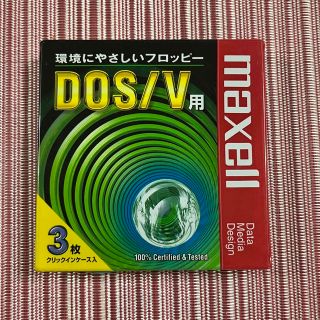 環境にやさしいフロッピー
DOS/V用
maxell
Data
Media
Design
3枚
クリックインケース入
100% Certified & Tested